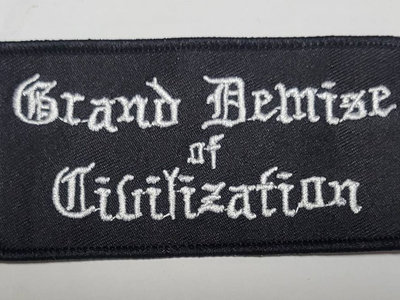 Grand Demise
of
Civilization